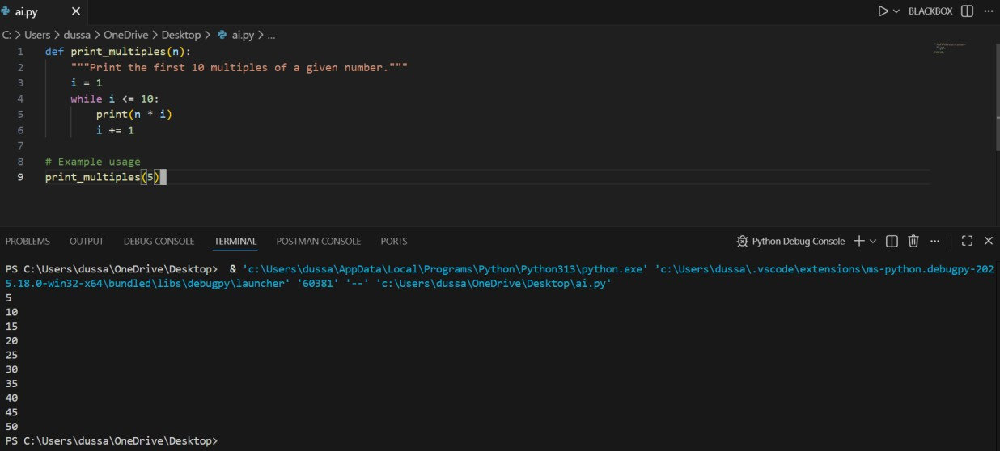 ai.py
BLACKBOX
C: > Users > dussa > OneDrive > Desktop > ai.py > ...
1 def print_multiples(n):
2     """Print the first 10 multiples of a given number."""
3     i = 1
4     while i <= 10:
5         print(n * i)
6         i += 1
7
8 # Example usage
9 print_multiples(5)
PROBLEMS OUTPUT DEBUG CONSOLE TERMINAL POSTMAN CONSOLE PORTS Python Debug Console
PS C:\Users\dussa\OneDrive\Desktop>  & 'c:\Users\dussa\AppData\Local\Programs\Python\Python313\python.exe' 'c:\Users\dussa\.vscode\extensions\ms-python.debugpy-202
5.18.0-win32-x64\bundled\libs\debugpy\launcher' '60381' '--' 'c:\Users\dussa\OneDrive\Desktop\ai.py'
5
10
15
20
25
30
35
40
45
50
PS C:\Users\dussa\OneDrive\Desktop>